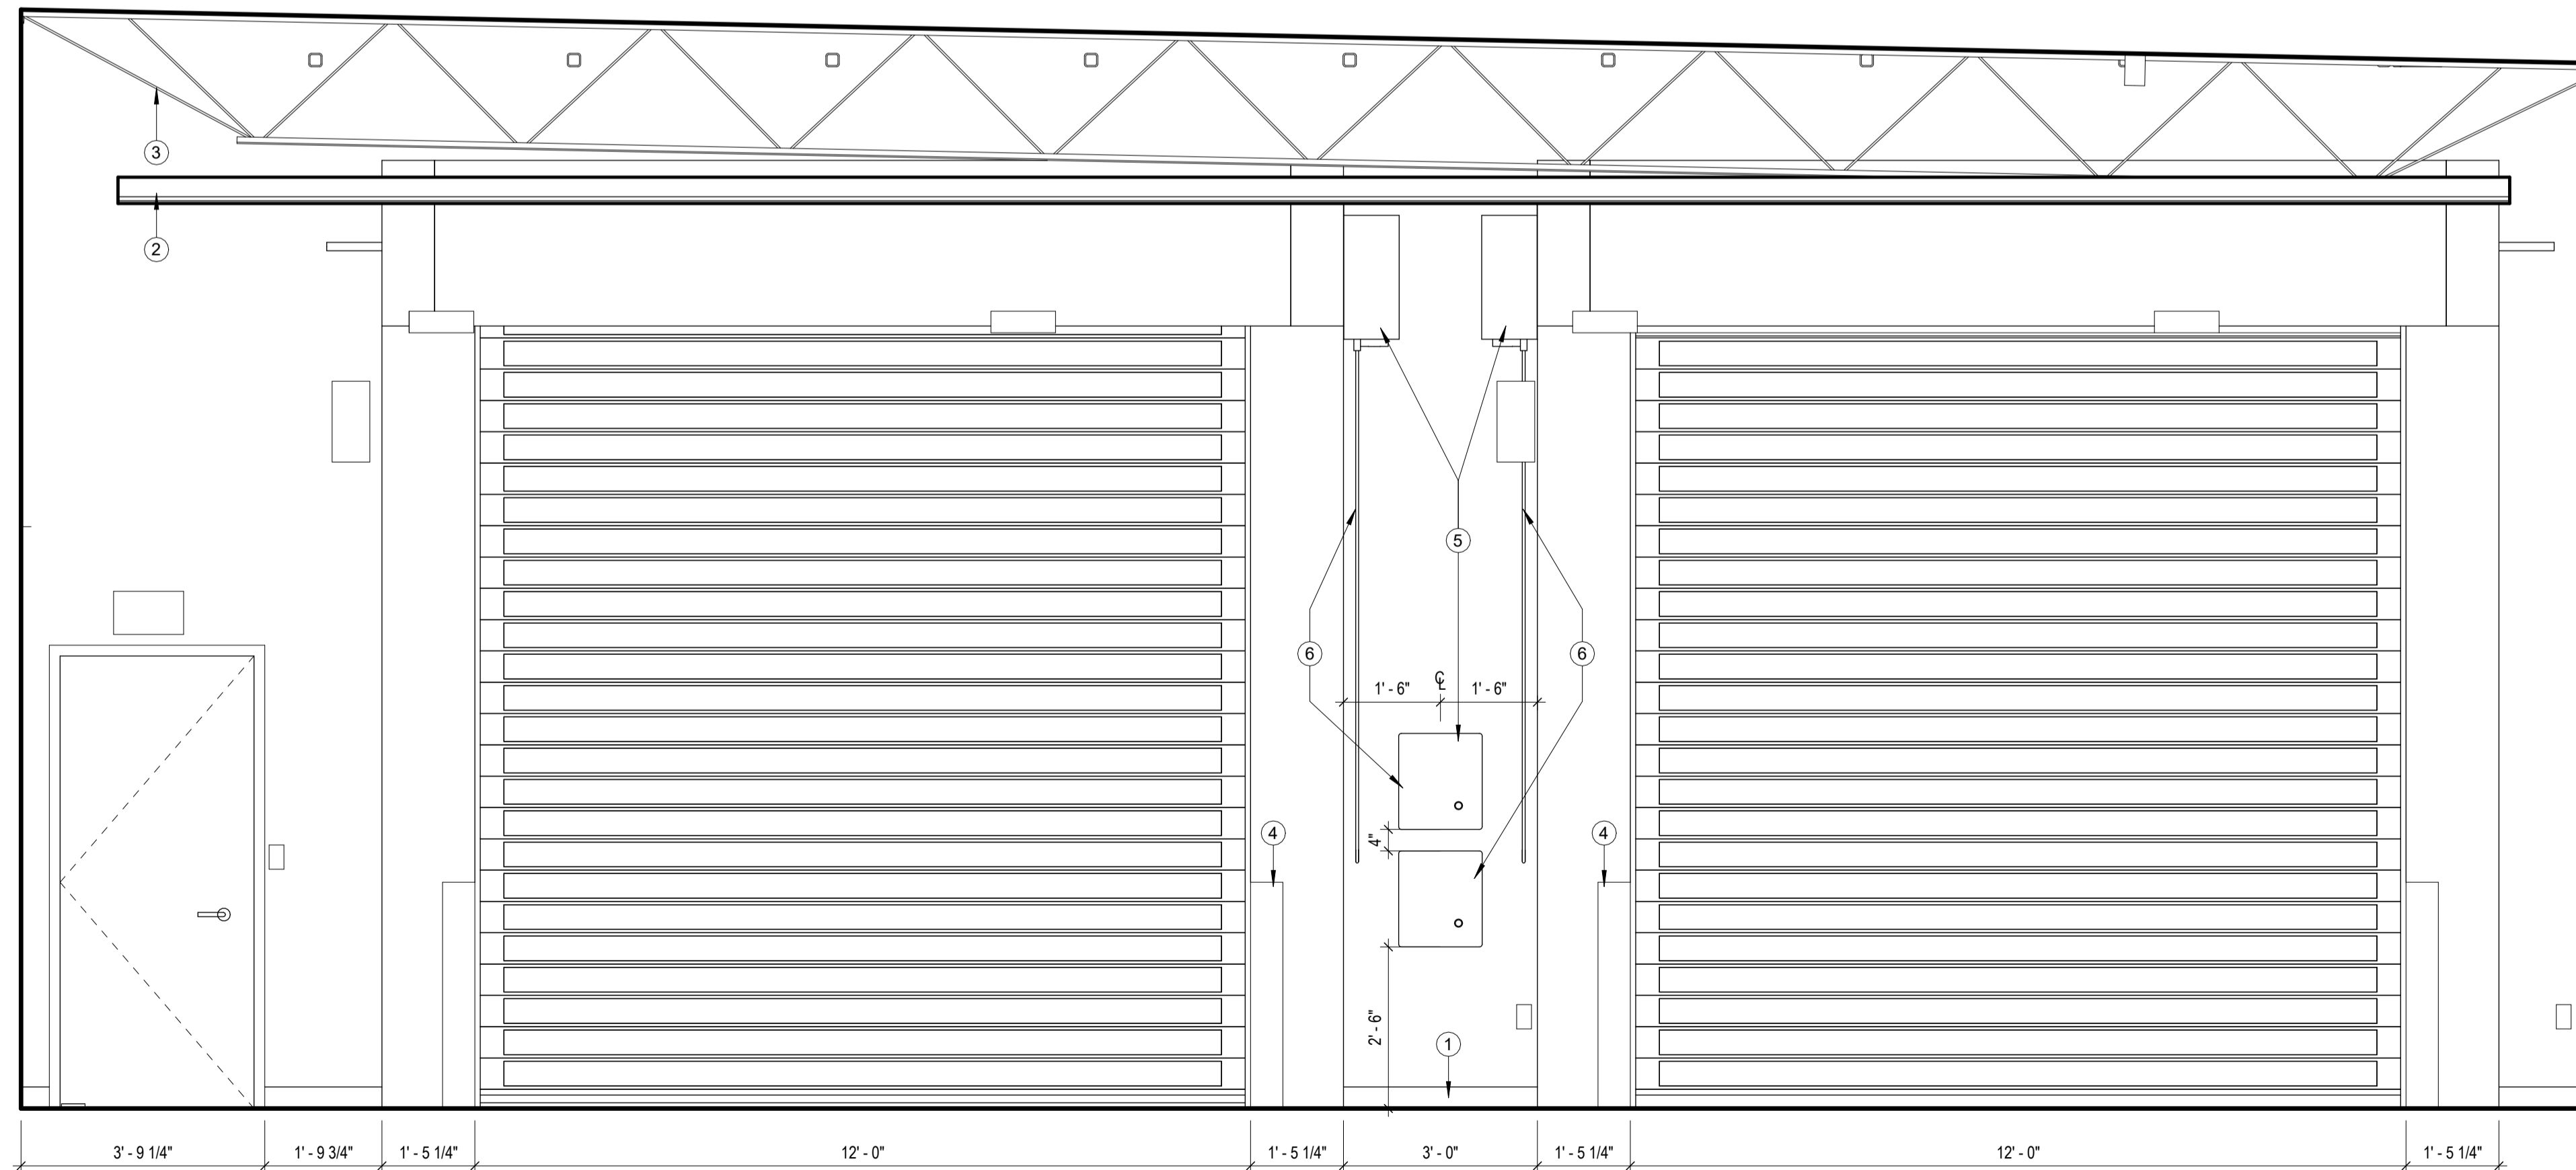 3
2
5
6
6
1' - 6"
℄
1' - 6"
4
4"
4
2' - 6"
1
3' - 9 1/4"
1' - 9 3/4"
1' - 5 1/4"
12' - 0"
1' - 5 1/4"
3' - 0"
1' - 5 1/4"
12' - 0"
1' - 5 1/4"